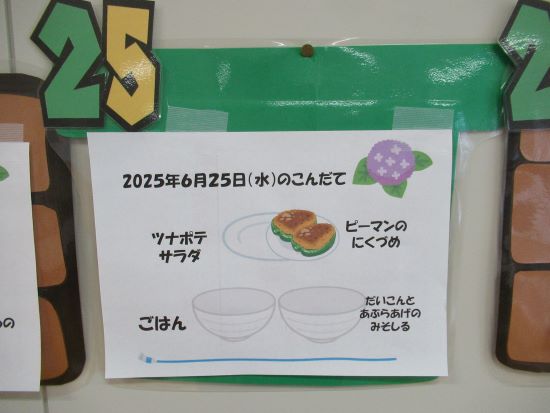 25
2025年6月25日(水)のこんだて
ツナポテ
サラダ
ピーマンの
にくづめ
ごはん
だいこんと
あぶらあげの
みそしる